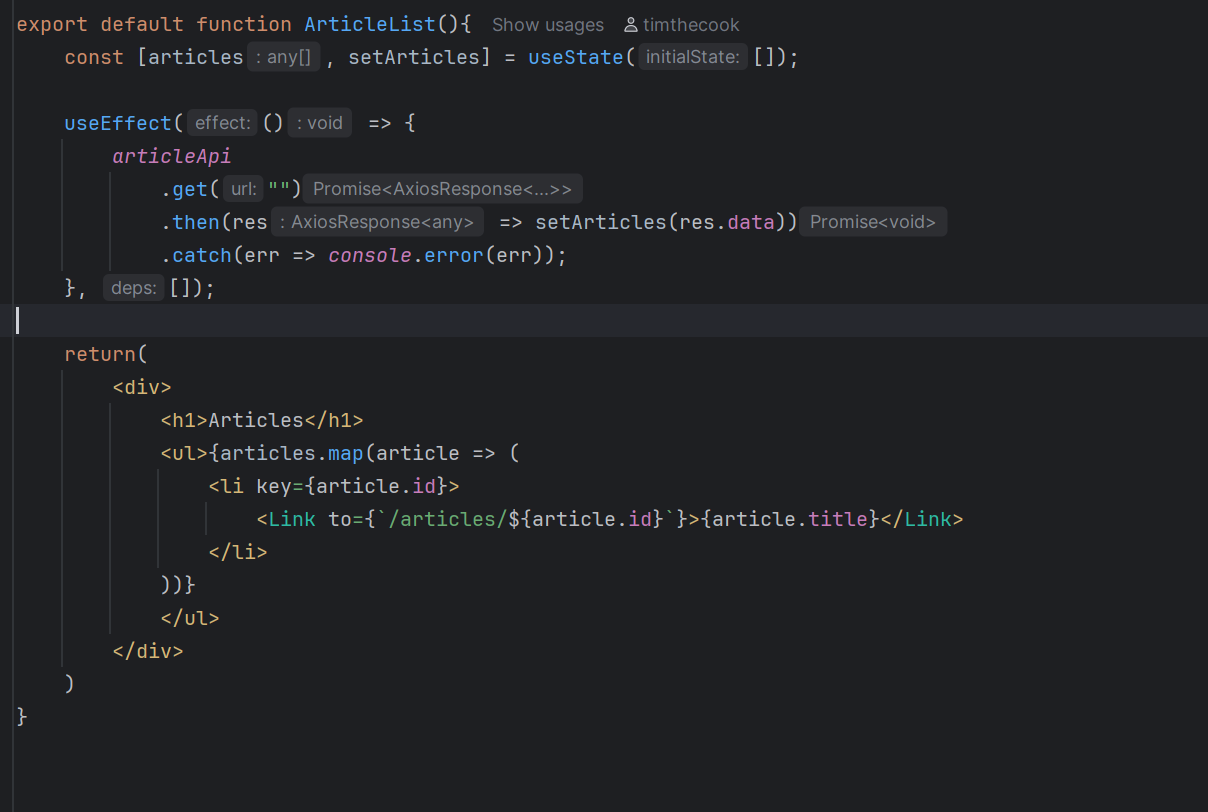 export default function ArticleList(){ Show usages timthecook
const [articles : any[] , setArticles] = useState( initialState: []);
useEffect( effect: () : void => {
articleApi
.get( url: "") Promise<AxiosResponse<...>>
.then(res : AxiosResponse<any> => setArticles(res.data)) Promise<void>
.catch(err => console.error(err));
}, deps: []);
return(
<div>
<h1>Articles</h1>
<ul>{articles.map(article => (
<li key={article.id}>
<Link to={`/articles/${article.id}`}>{article.title}</Link>
</li>
))}
</ul>
</div>
)
}